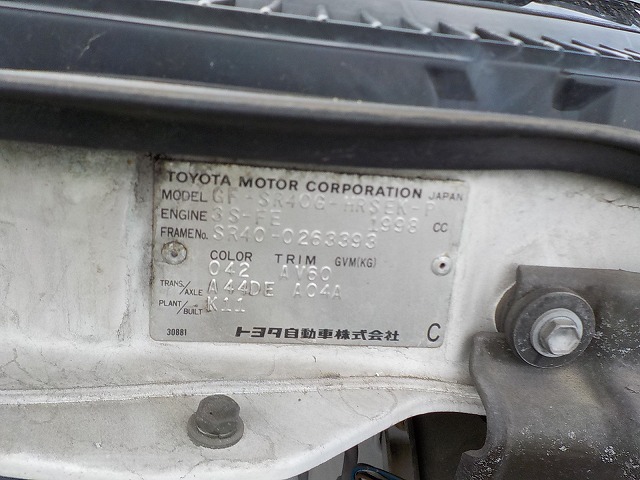 TOYOTA MOTOR CORPORATION JAPAN
MODEL GF-SR40G-MRSEK-P
ENGINE 3S-FE 1998 CC
FRAME No. SR40-0263393
COLOR TRIM GVM(KG)
042 AV60
TRANS/AXLE A44DE A04A
PLANT/BUILT K11
30881 トヨタ自動車株式会社 C